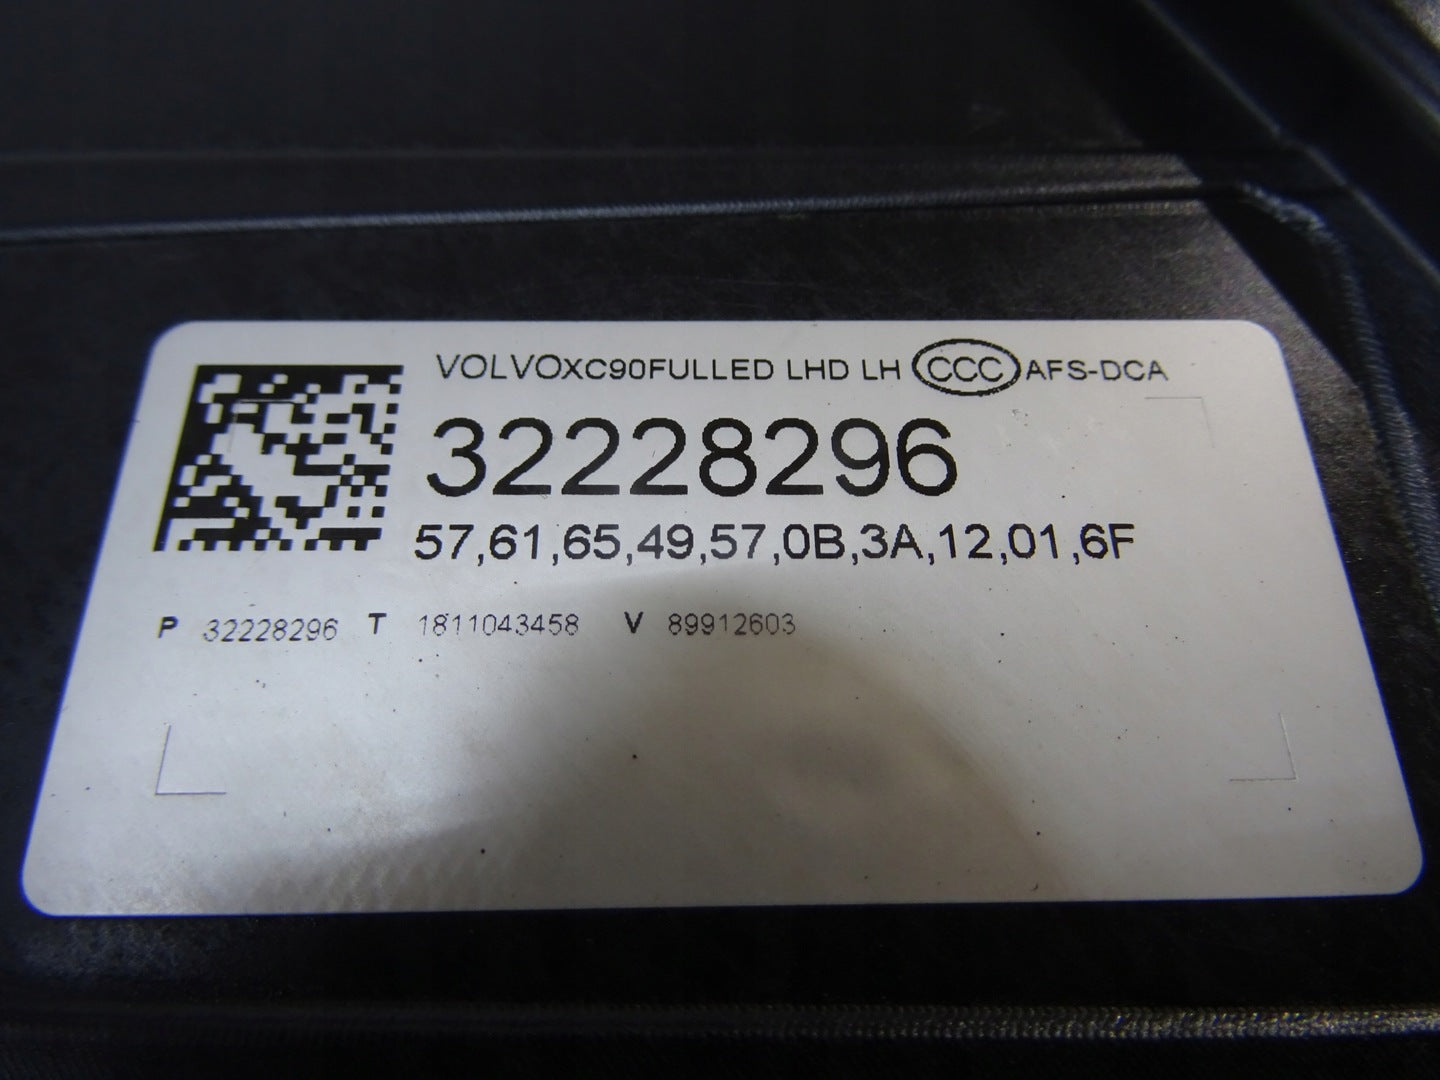 VOLVOXC90FULLED LHD LH CCC AFS-DCA
32228296
57,61,65,49,57,0B,3A,12,01,6F
P 32228296 T 1811043458 V 89912603